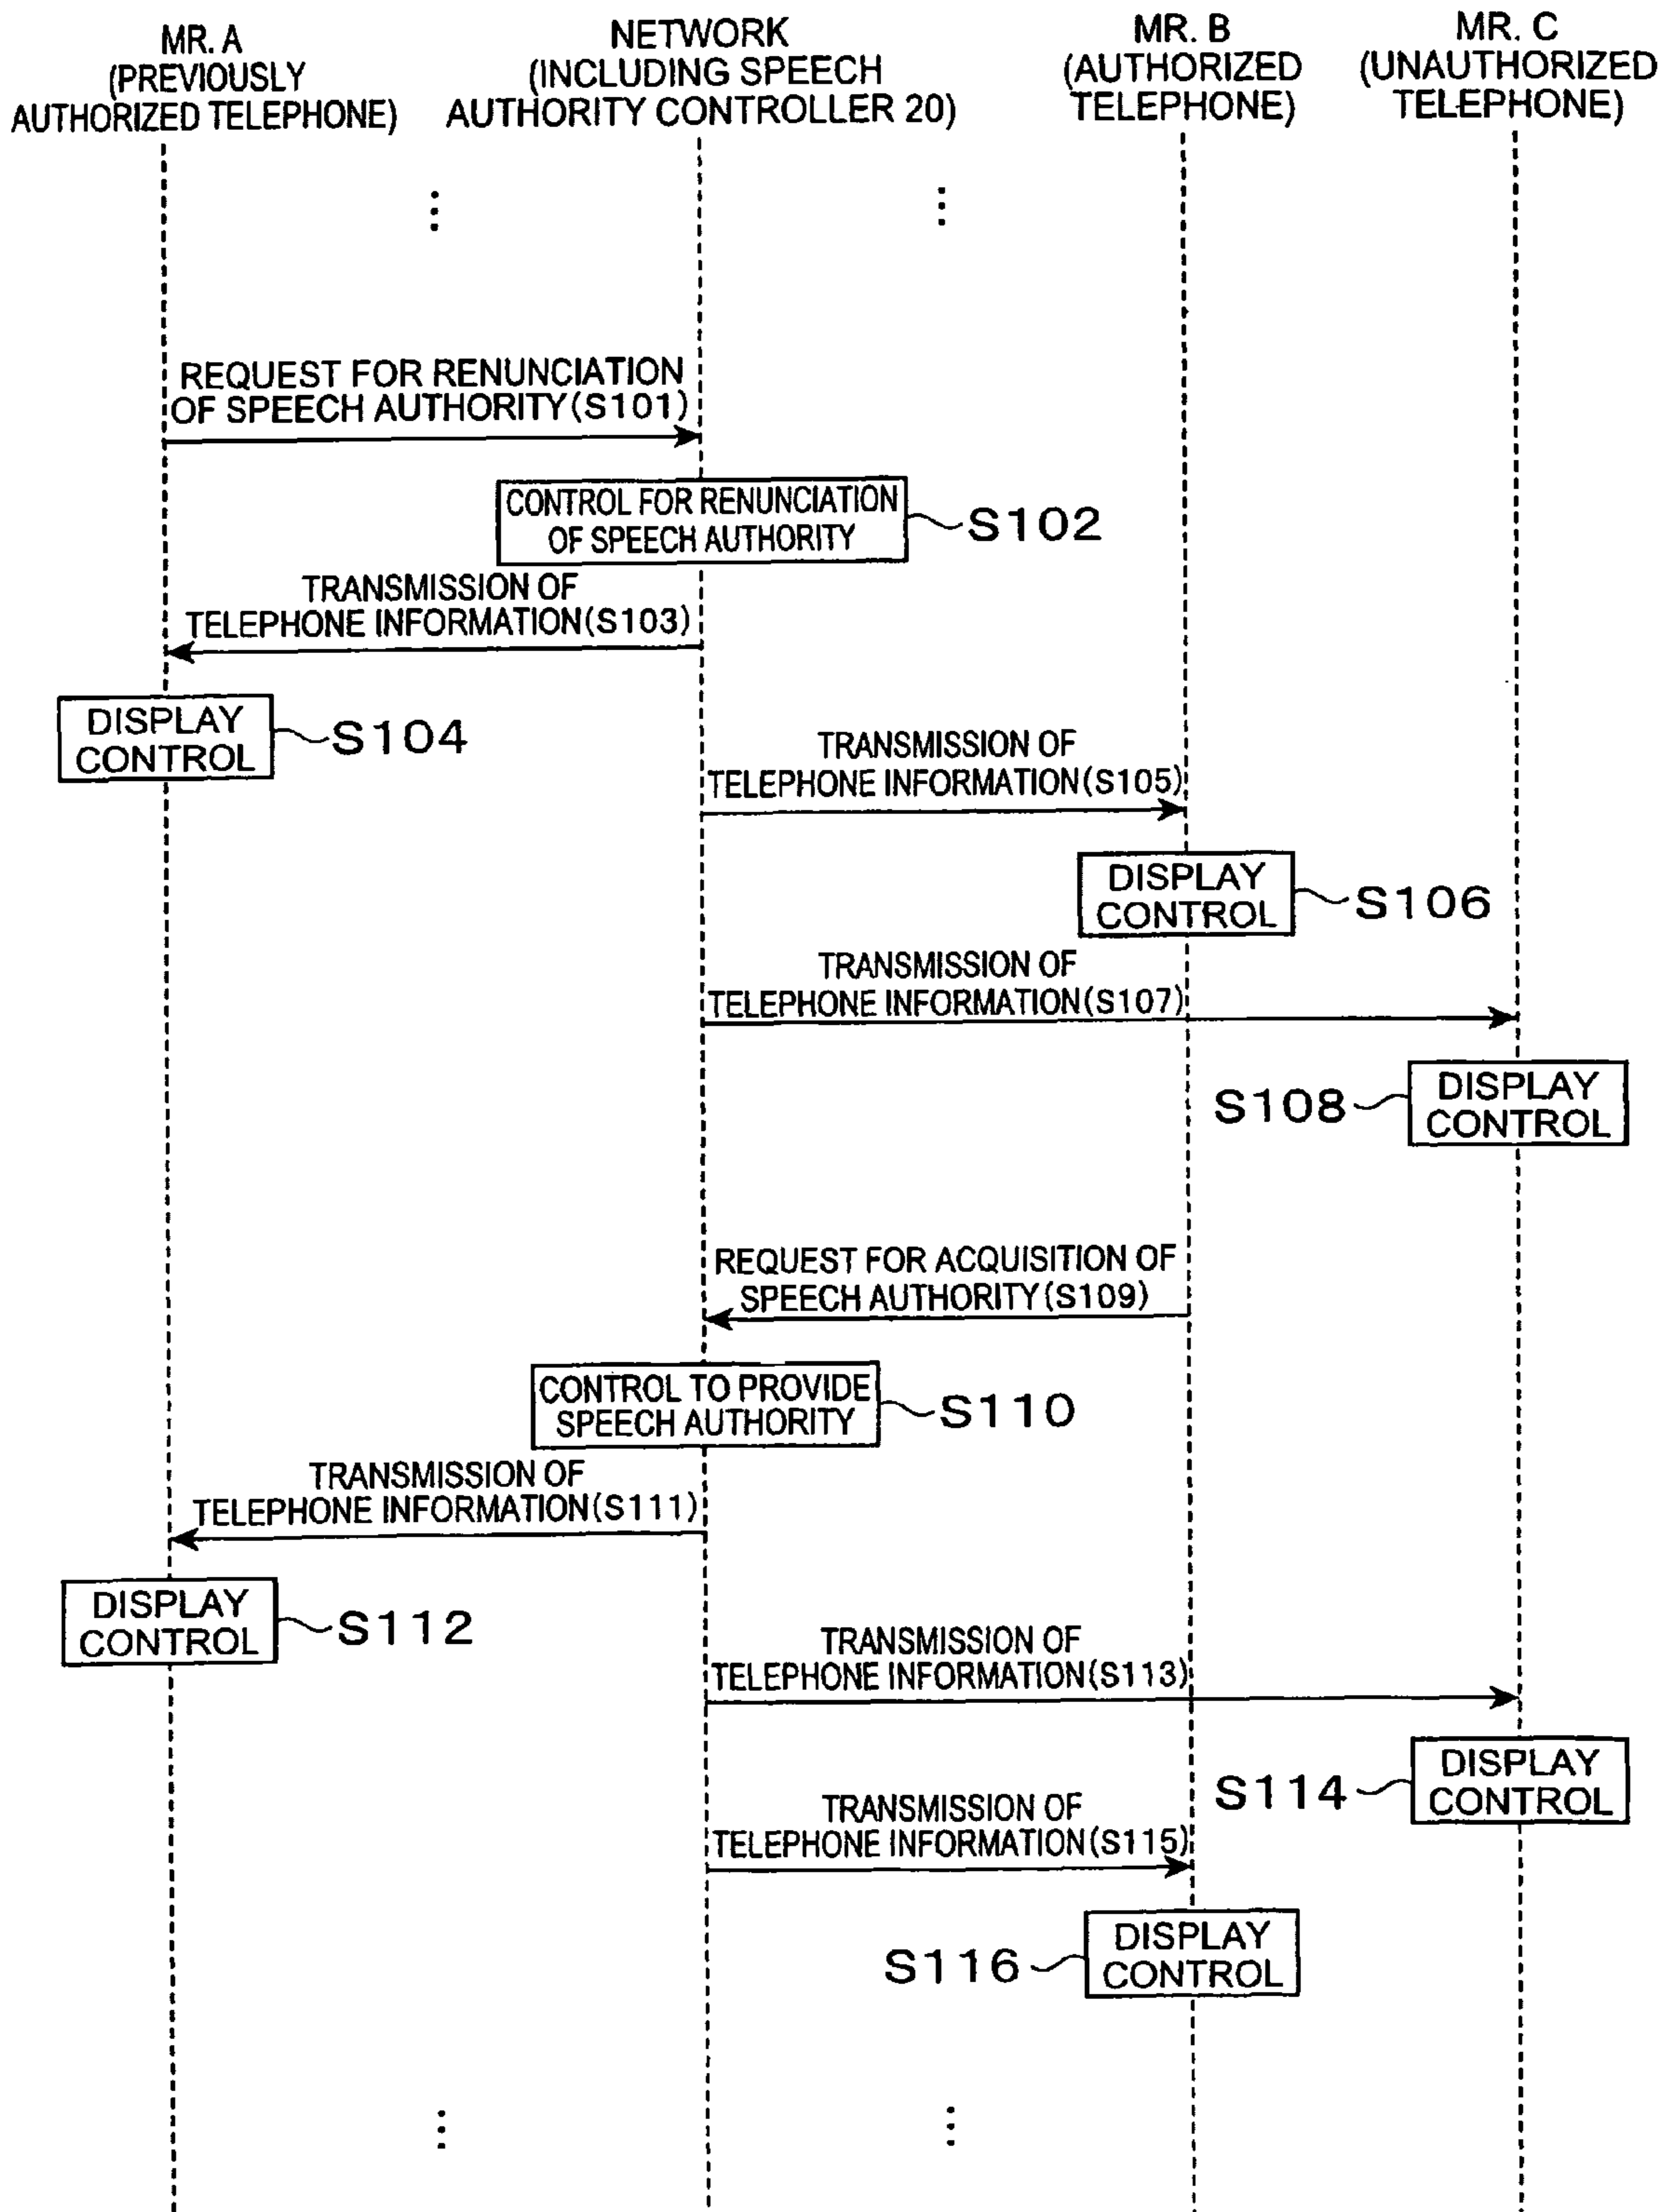 MR. A
(PREVIOUSLY
AUTHORIZED TELEPHONE)
NETWORK
(INCLUDING SPEECH
AUTHORITY CONTROLLER 20)
MR. B
(AUTHORIZED
TELEPHONE)
MR. C
(UNAUTHORIZED
TELEPHONE)
REQUEST FOR RENUNCIATION
OF SPEECH AUTHORITY(S101)
CONTROL FOR RENUNCIATION
OF SPEECH AUTHORITY
S102
TRANSMISSION OF
TELEPHONE INFORMATION(S103)
DISPLAY
CONTROL
S104
TRANSMISSION OF
TELEPHONE INFORMATION(S105)
DISPLAY
CONTROL
S106
TRANSMISSION OF
TELEPHONE INFORMATION(S107)
S108
DISPLAY
CONTROL
REQUEST FOR ACQUISITION OF
SPEECH AUTHORITY(S109)
CONTROL TO PROVIDE
SPEECH AUTHORITY
S110
TRANSMISSION OF
TELEPHONE INFORMATION(S111)
DISPLAY
CONTROL
S112
TRANSMISSION OF
TELEPHONE INFORMATION(S113)
S114
DISPLAY
CONTROL
TRANSMISSION OF
TELEPHONE INFORMATION(S115)
S116
DISPLAY
CONTROL